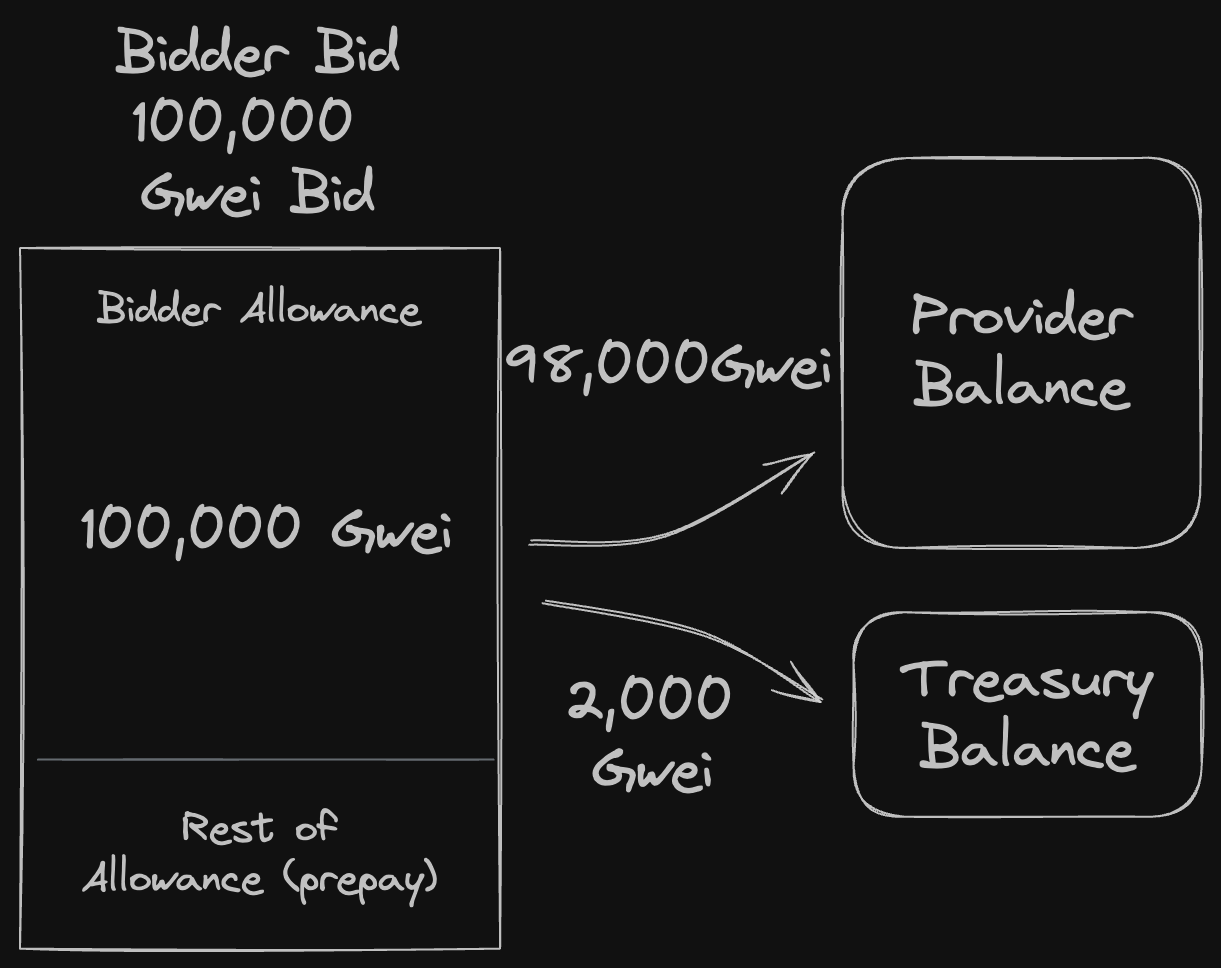 Bidder Bid
100,000
Gwei Bid
Bidder Allowance
100,000 Gwei
Rest of
Allowance (prepay)
98,000Gwei
2,000
Gwei
Provider
Balance
Treasury
Balance